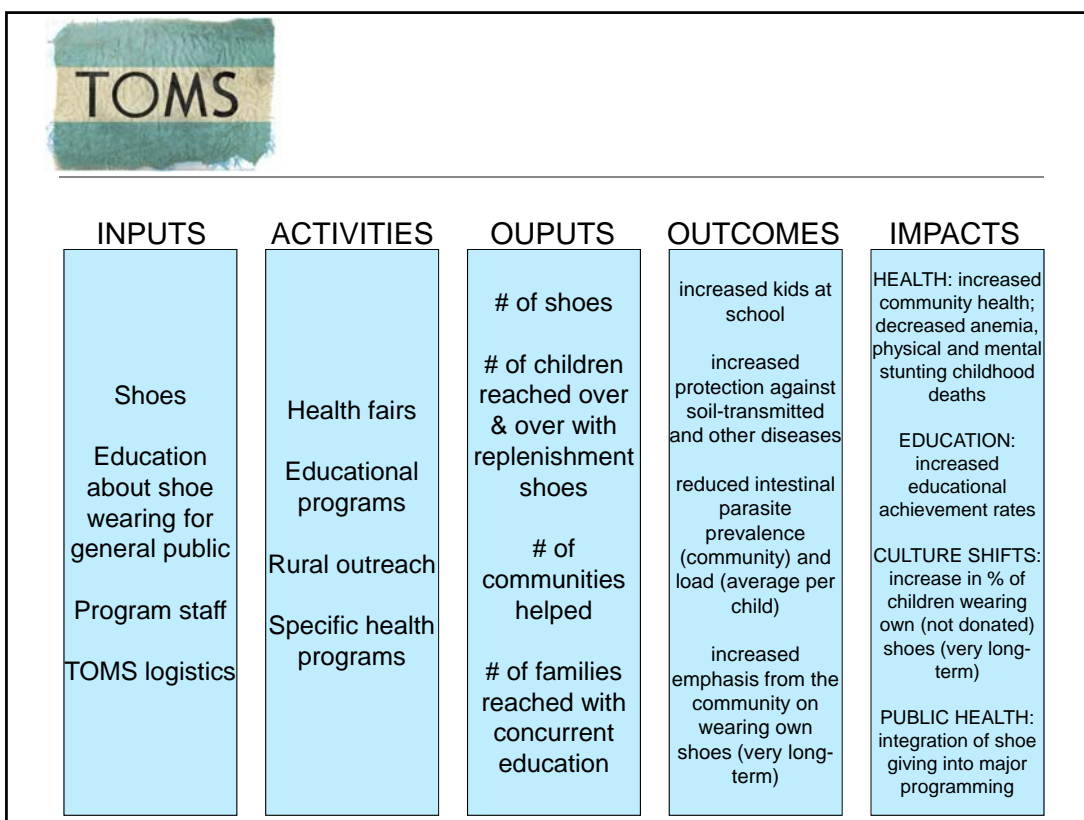 TOMS
INPUTS
Shoes
Education
about shoe
wearing for
general public
Program staff
TOMS logistics
ACTIVITIES
Health fairs
Educational
programs
Rural outreach
Specific health
programs
OUPUTS
# of shoes
# of children
reached over
& over with
replenishment
shoes
# of
communities
helped
# of families
reached with
concurrent
education
OUTCOMES
increased kids at
school
increased
protection against
soil-transmitted
and other diseases
reduced intestinal
parasite
prevalence
(community) and
load (average per
child)
increased
emphasis from the
community on
wearing own
shoes (very long-
term)
IMPACTS
HEALTH: increased
community health;
decreased anemia,
physical and mental
stunting childhood
deaths
EDUCATION:
increased
educational
achievement rates
CULTURE SHIFTS:
increase in % of
children wearing
own (not donated)
shoes (very long-
term)
PUBLIC HEALTH:
integration of shoe
giving into major
programming